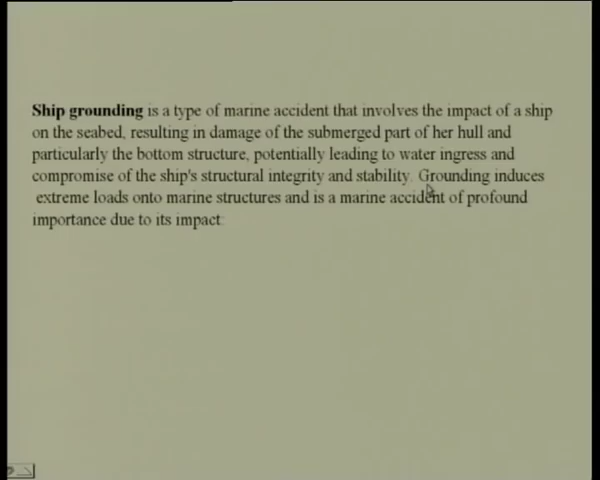 Ship grounding is a type of marine accident that involves the impact of a ship
on the seabed, resulting in damage of the submerged part of her hull and
particularly the bottom structure, potentially leading to water ingress and
compromise of the ship's structural integrity and stability. Grounding induces
extreme loads onto marine structures and is a marine accident of profound
importance due to its impact